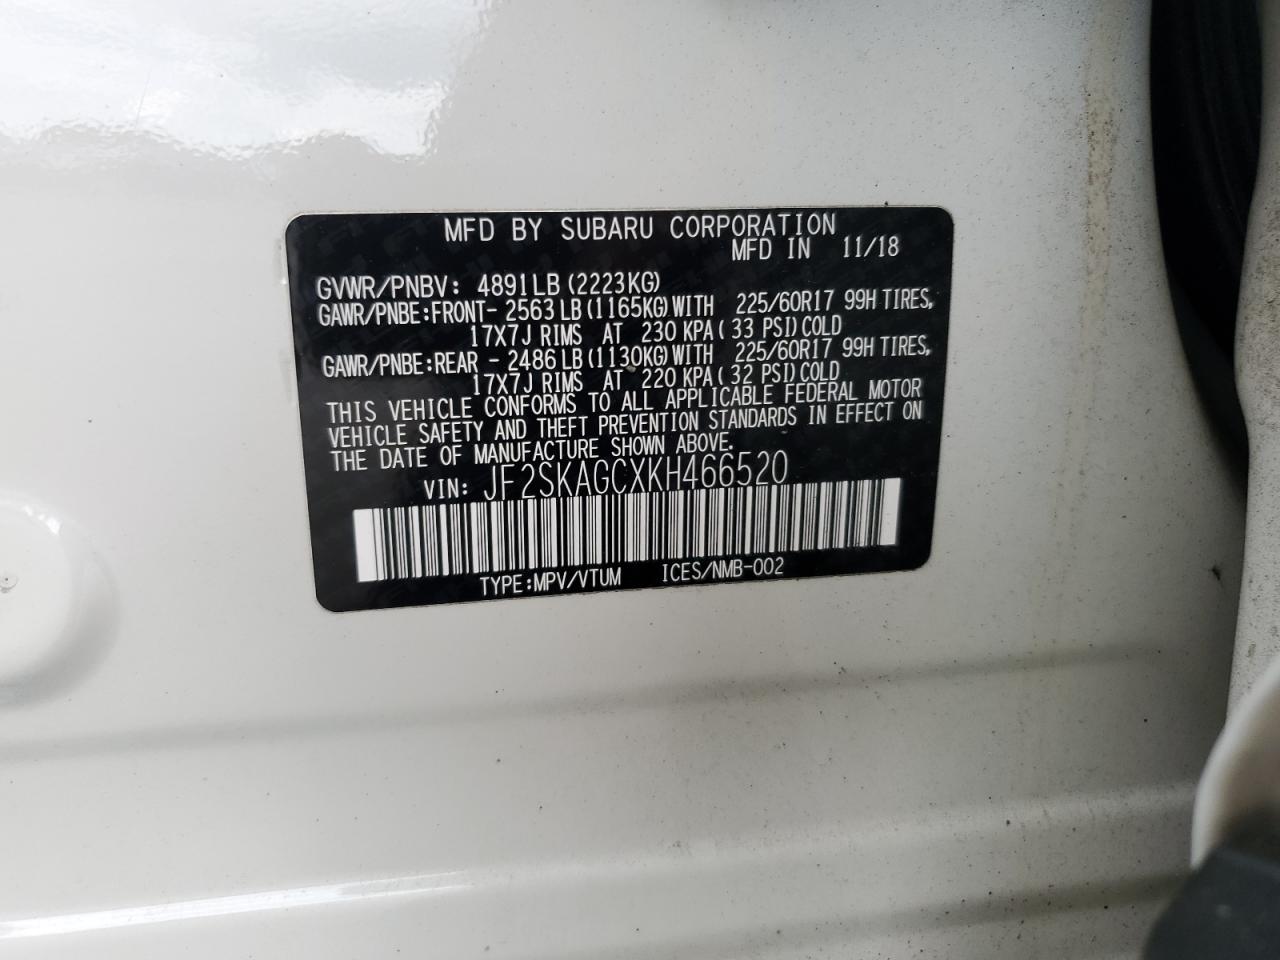 MFD BY SUBARU CORPORATION
MFD IN 11/18
GVWR/PNBV: 4891LB (2223KG)
GAWR/PNBE:FRONT- 2563LB (1165KG) WITH 225/60R17 99H TIRES,
17X7J RIMS AT 230 KPA (33 PSI) COLD
GAWR/PNBE:REAR - 2486LB (1130KG) WITH 225/60R17 99H TIRES,
17X7J RIMS AT 220 KPA (32 PSI) COLD
THIS VEHICLE CONFORMS TO ALL APPLICABLE FEDERAL MOTOR
VEHICLE SAFETY AND THEFT PREVENTION STANDARDS IN EFFECT ON
THE DATE OF MANUFACTURE SHOWN ABOVE.
VIN: JF2SKAGCXKH466520
TYPE:MPV/VTUM ICES/NMB-002